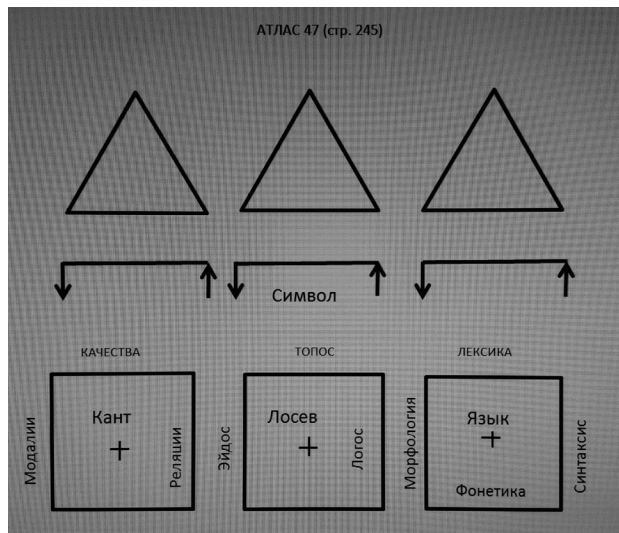 АТЛАС 47 (стр. 245)
Символ
КАЧЕСТВА
ТОПОС
ЛЕКСИКА
Модалии
Кант
Реляции
Эйдос
Лосев
Логос
Морфология
Язык
Фонетика
Синтаксис